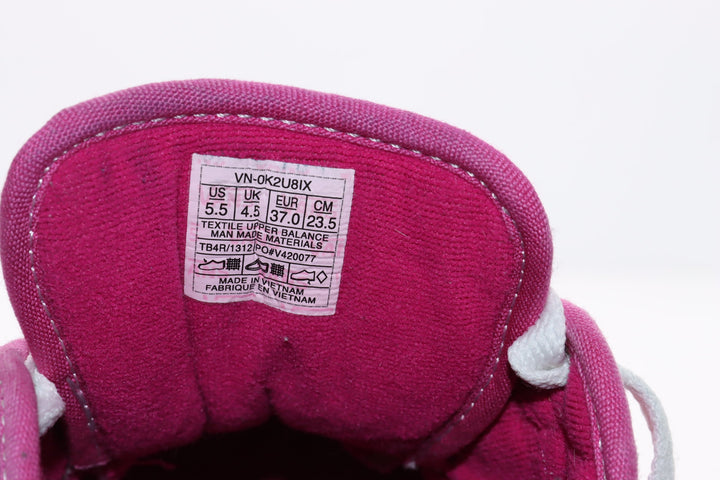 VN-0K2U8IX
US UK EUR CM
5.5 4.5 37.0 23.5
TEXTILE UPPER BALANCE
MAN MADE MATERIALS
TB4R/1312 PO#V420077
MADE IN VIETNAM
FABRIQUE EN VIETNAM